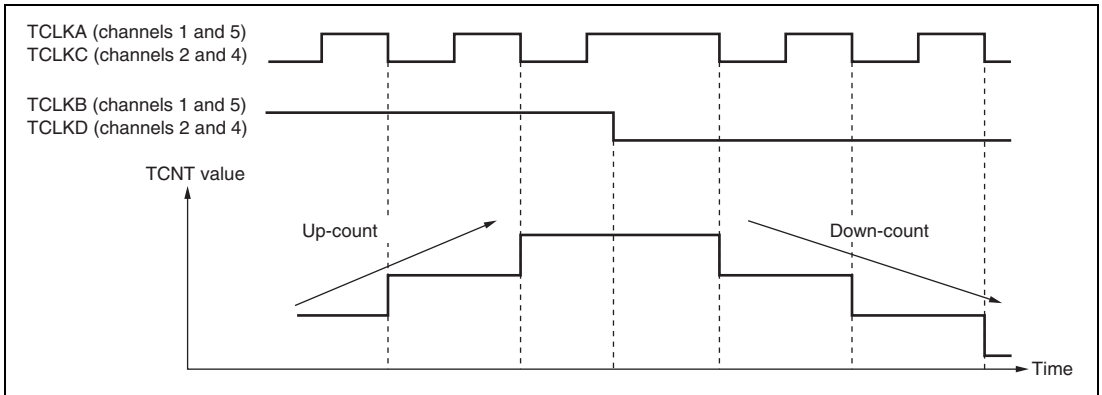 TCLKA (channels 1 and 5)
TCLKC (channels 2 and 4)
TCLKB (channels 1 and 5)
TCLKD (channels 2 and 4)
TCNT value
Up-count
Down-count
Time